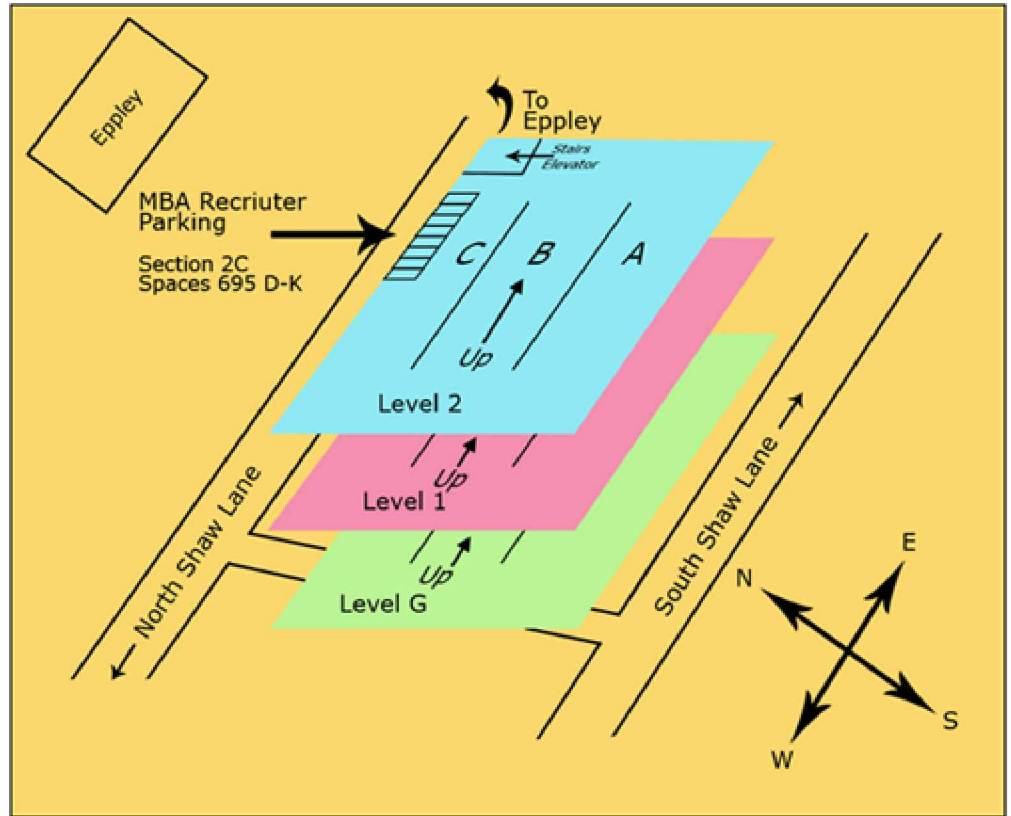 Eppley
To
Eppley
Stairs
Elevator
MBA Recriuter
Parking
Section 2C
Spaces 695 D-K
C
B
A
Up
Level 2
Up
Level 1
Up
Level G
North Shaw Lane
South Shaw Lane
N
E
S
W